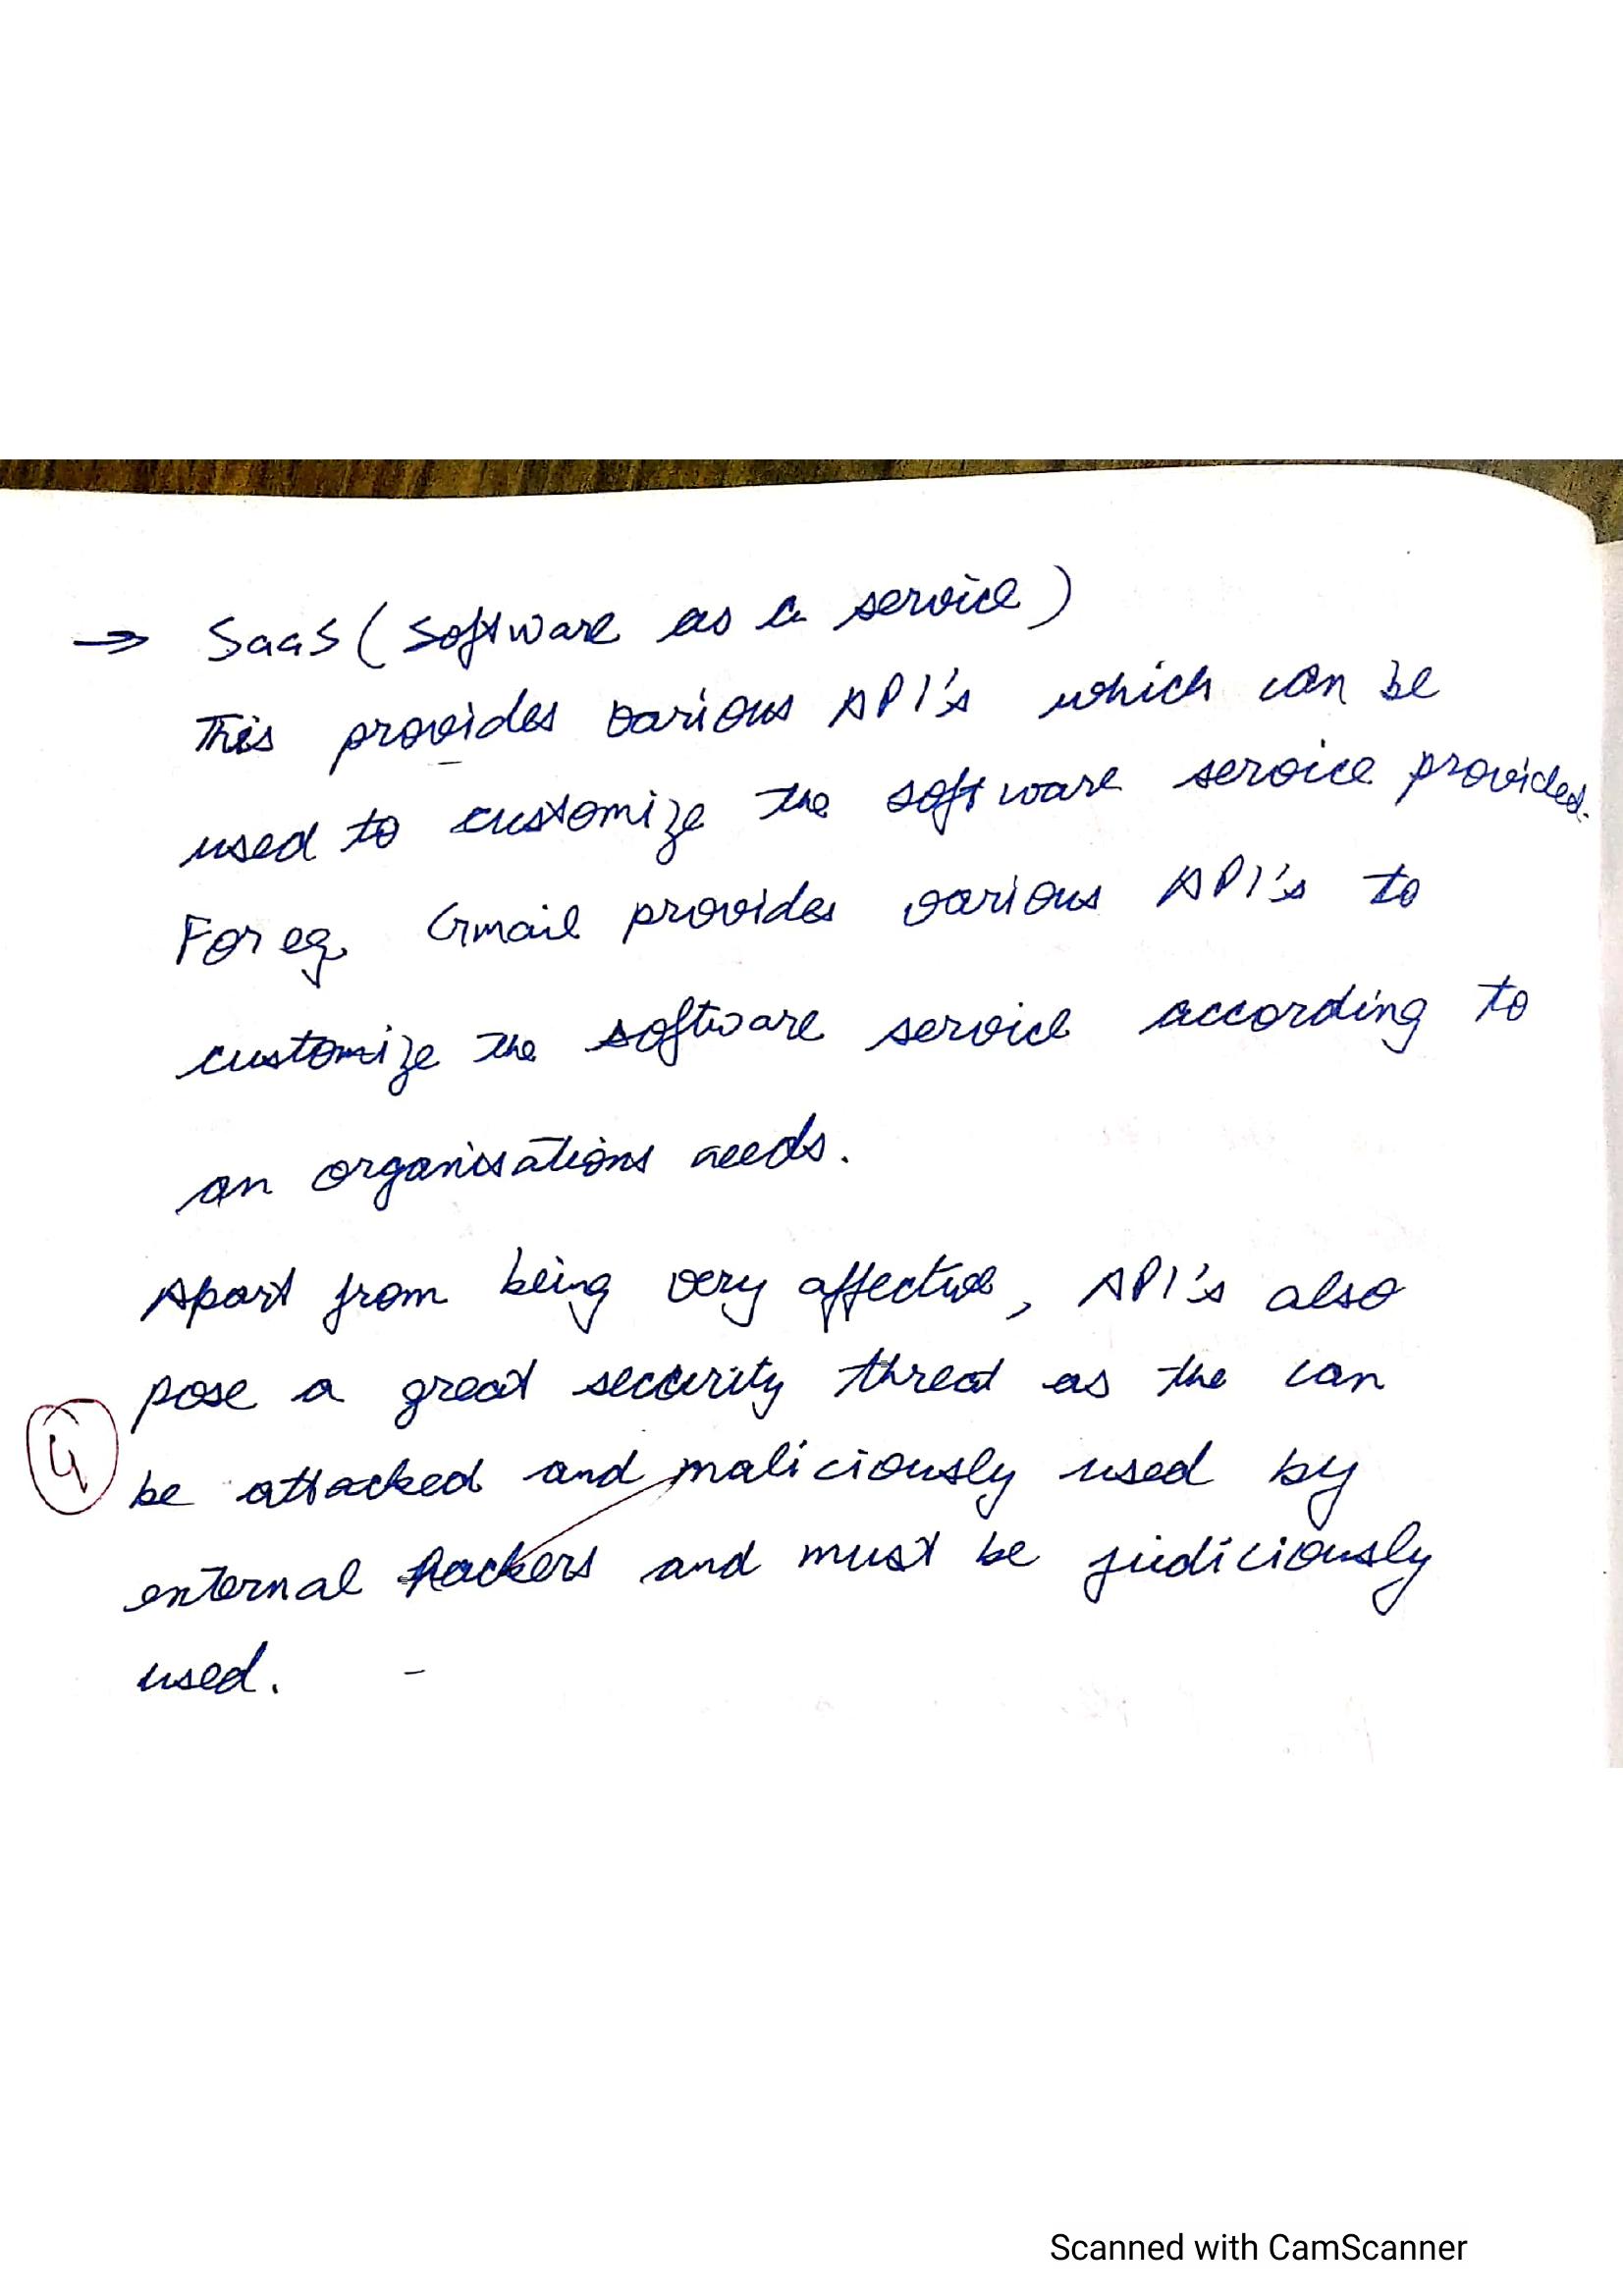 → SaaS (Software as a service)
This provides various API's which can be
used to customize the software service provided.
For eg. Gmail provides various API's to
customize the software service according to
an organisations needs.
Apart from being very affective, API's also
pose a great security threat as the can
4
be attacked and maliciously used by
external hackers and must be judiciously
used. -
Scanned with CamScanner